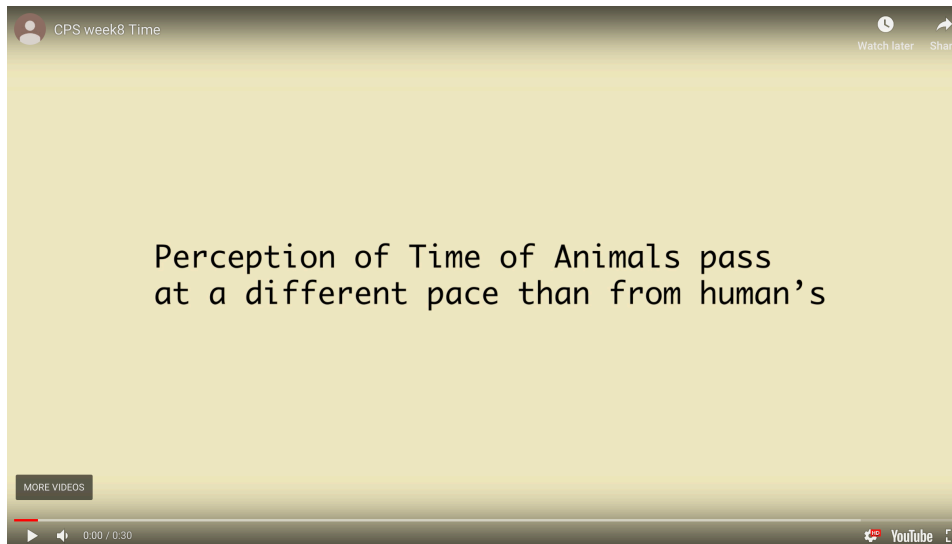 CPS week8 Time
Watch later
Shar
Perception of Time of Animals pass
at a different pace than from human’s
MORE VIDEOS
0:00 / 0:30
HD
YouTube